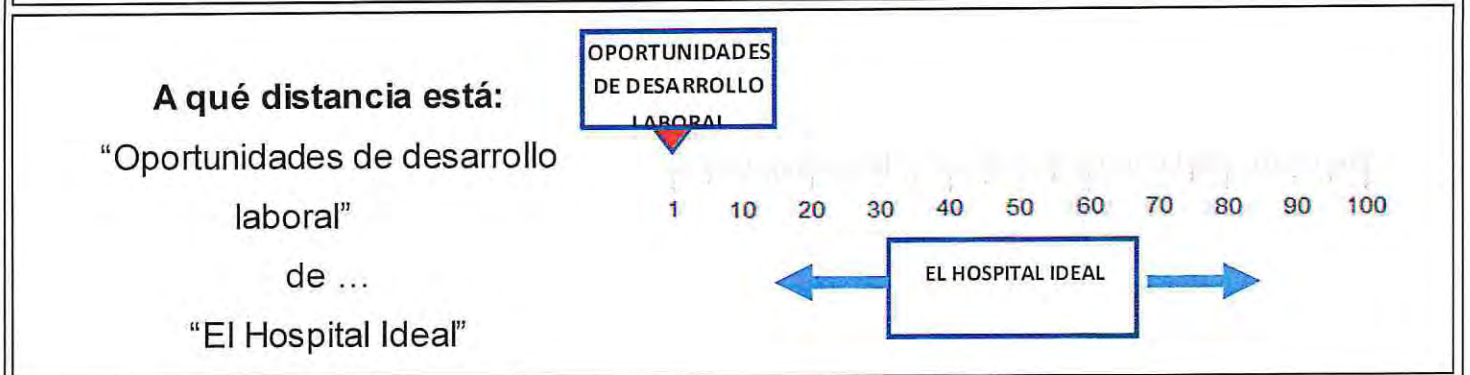 A qué distancia está:
“Oportunidades de desarrollo
laboral”
de ...
“El Hospital Ideal”
OPORTUNIDADES
DE DESARROLLO
LABORAL
1 10 20 30 40 50 60 70 80 90 100
EL HOSPITAL IDEAL